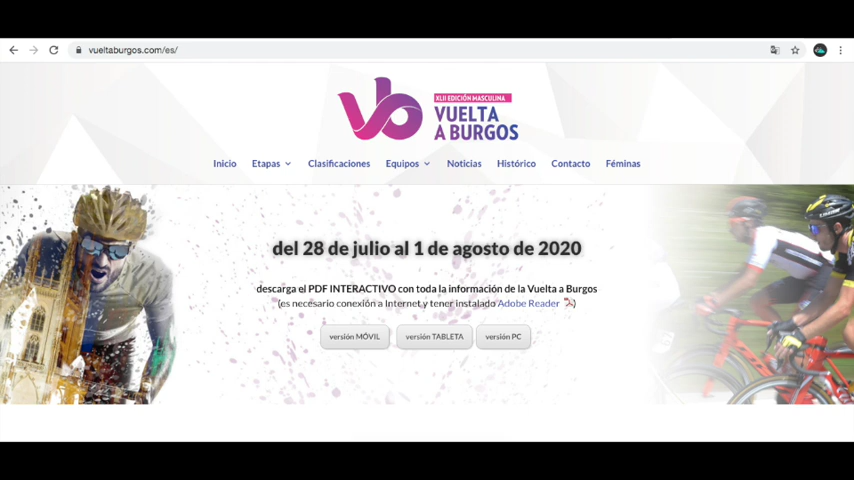 vueltaburgos.com/es/
XLII EDICIÓN MASCULINA
VUELTA
A BURGOS
Inicio Etapas Clasificaciones Equipos Noticias Histórico Contacto Féminas
del 28 de julio al 1 de agosto de 2020
descarga el PDF INTERACTIVO con toda la información de la Vuelta a Burgos
(es necesario conexión a Internet y tener instalado Adobe Reader)
versión MÓVIL versión TABLETA versión PC